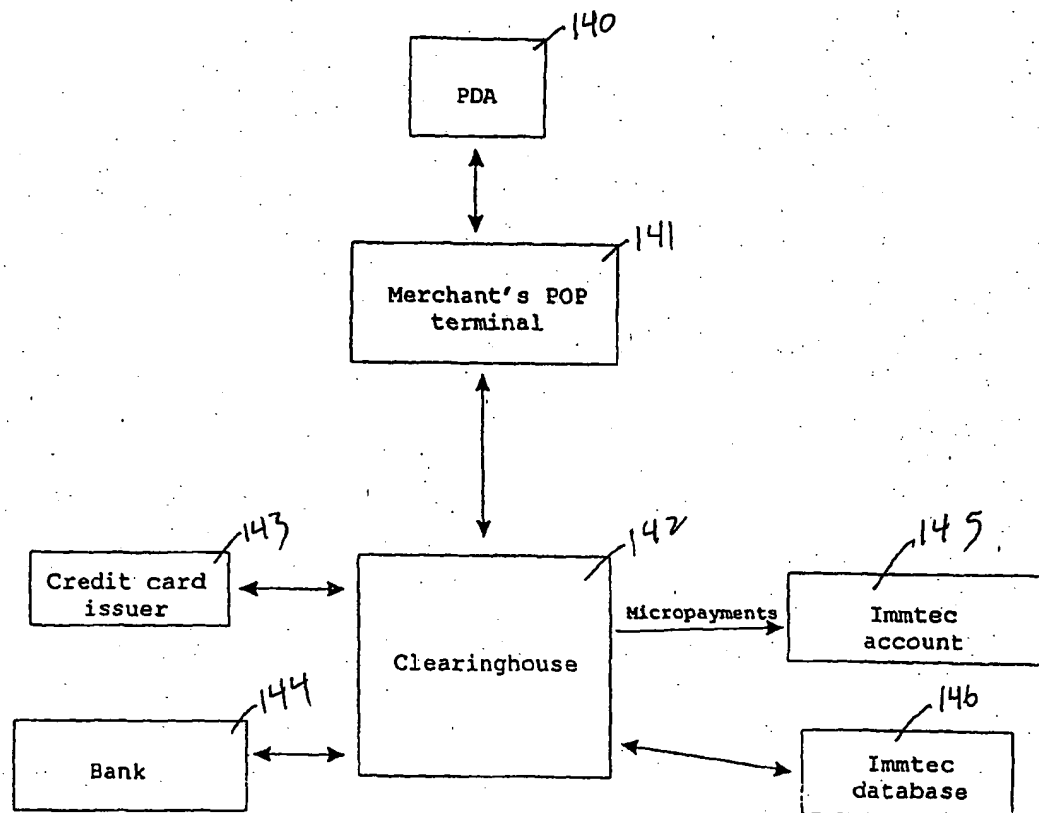 140
PDA
141
Merchant's POP
terminal
143
Credit card
issuer
142
Clearinghouse
Micropayments
145.
Immtec
account
144
Bank
146
Immtec
database